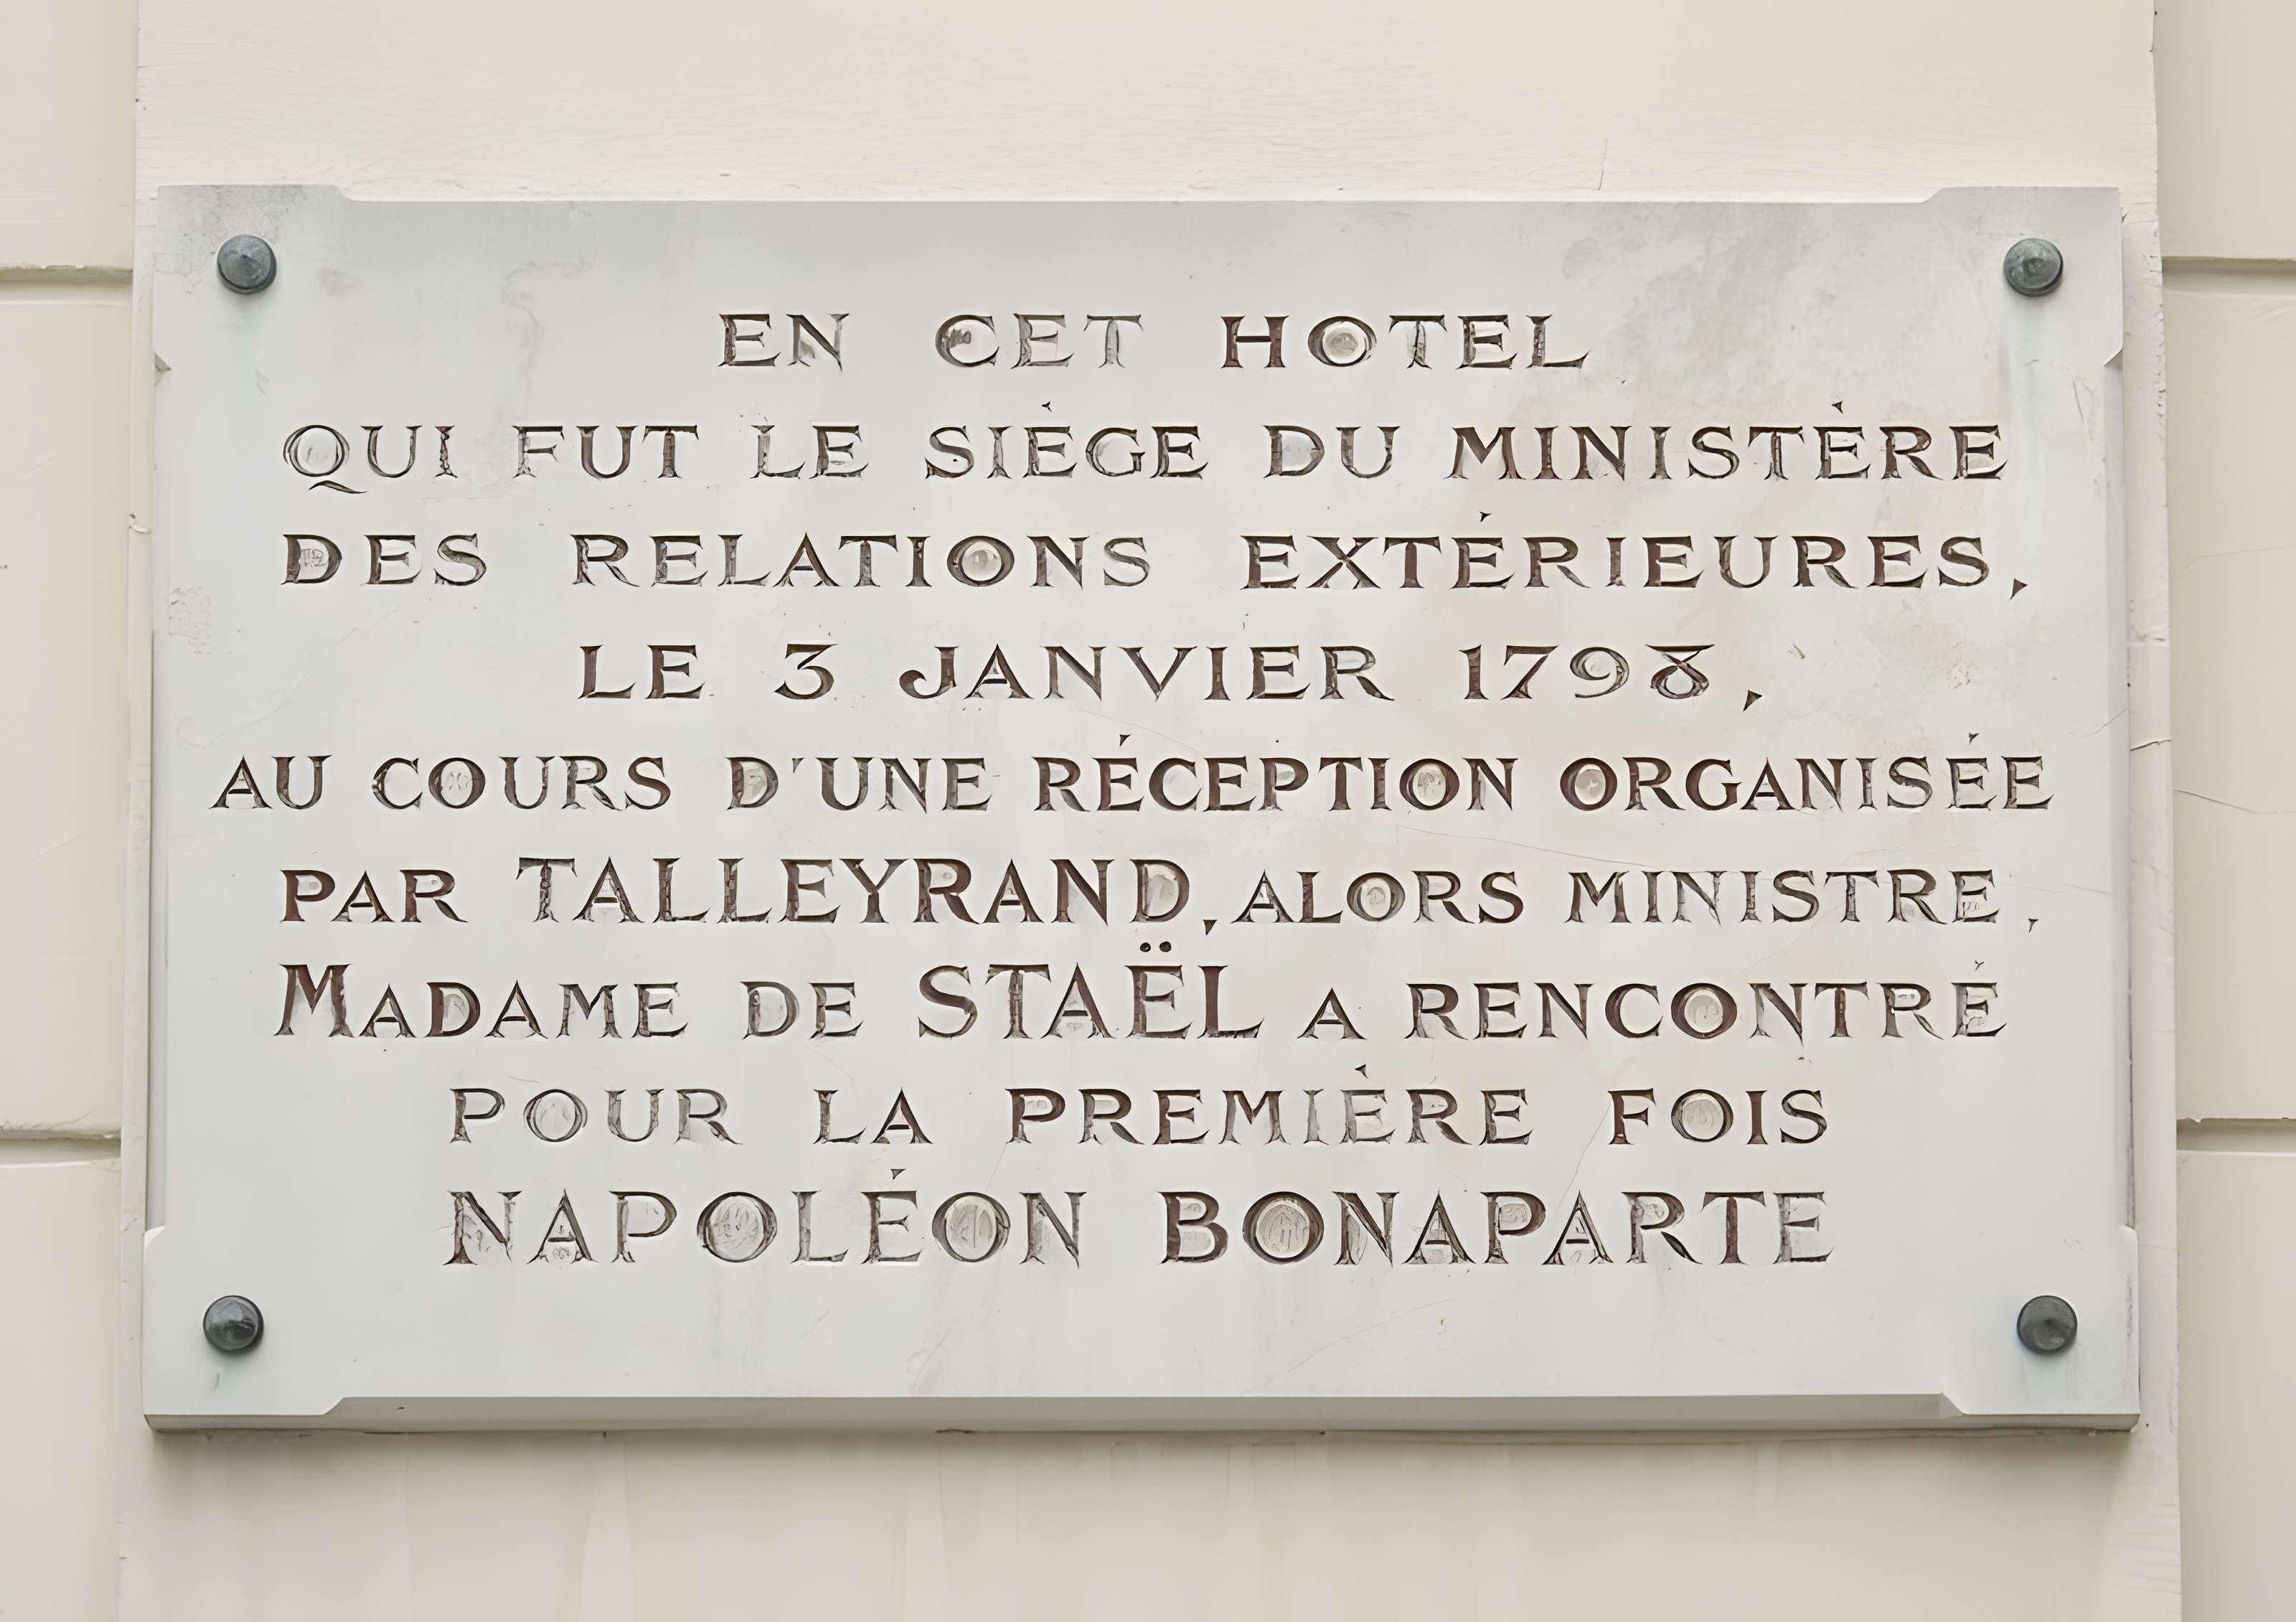 EN CET HOTEL
QUI FUT LE SIÉGE DU MINISTÈRE
DES RELATIONS EXTÉRIEURES,
LE 3 JANVIER 1798,
AU COURS D'UNE RÉCEPTION ORGANISÉE
PAR TALLEYRAND, ALORS MINISTRE,
MADAME DE STAËL A RENCONTRÉ
POUR LA PREMIÈRE FOIS
NAPOLÉON BONAPARTE